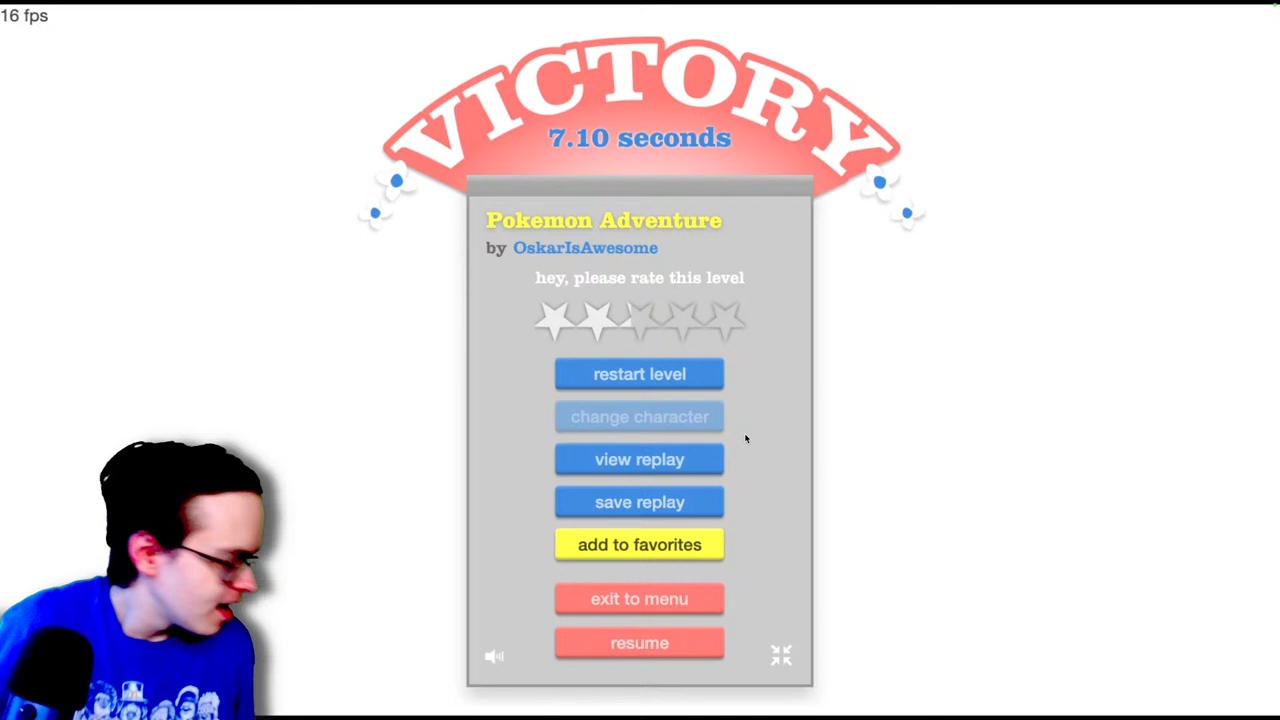 16 fps
VICTORY
7.10 seconds
Pokemon Adventure
by OskarIsAwesome
hey, please rate this level
restart level
change character
view replay
save replay
add to favorites
exit to menu
resume